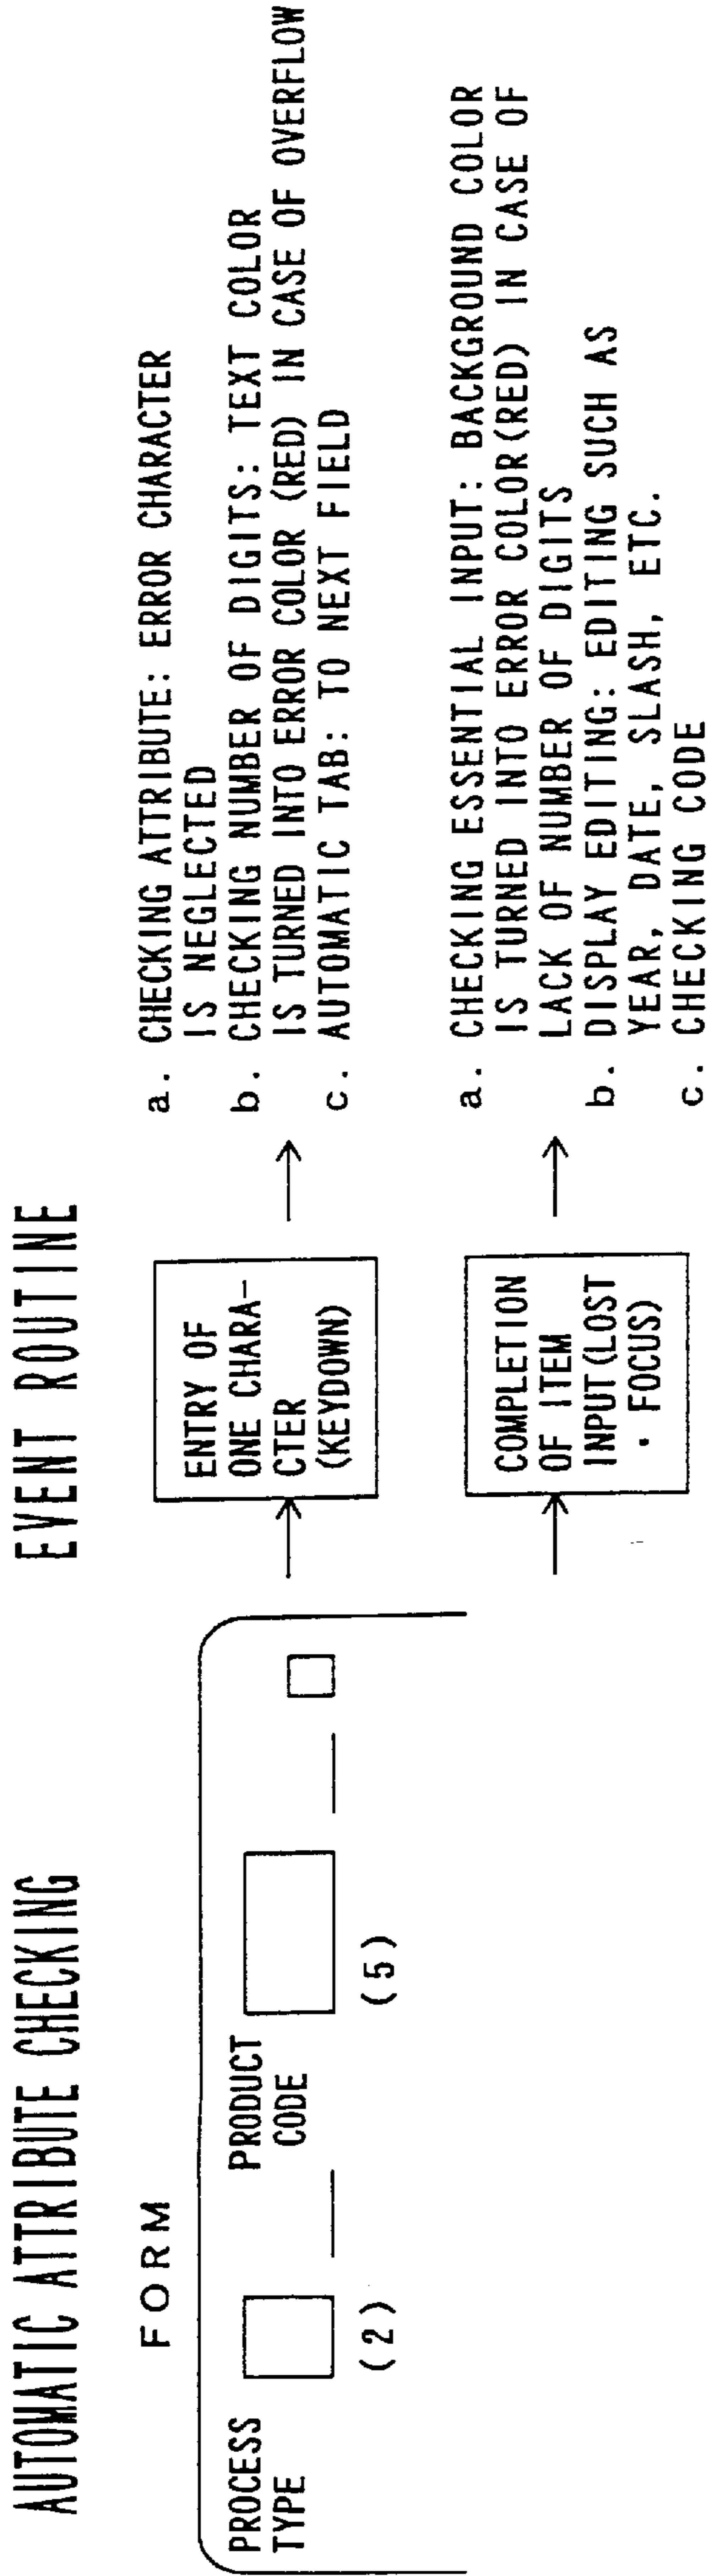 AUTOMATIC ATTRIBUTE CHECKING
EVENT ROUTINE
FORM
PROCESS
TYPE
(2)
PRODUCT
CODE
(5)
ENTRY OF
ONE CHARA-
CTER
(KEYDOWN)
a. CHECKING ATTRIBUTE: ERROR CHARACTER
IS NEGLECTED
b. CHECKING NUMBER OF DIGITS: TEXT COLOR
IS TURNED INTO ERROR COLOR (RED) IN CASE OF OVERFLOW
c. AUTOMATIC TAB: TO NEXT FIELD
COMPLETION
OF ITEM
INPUT(LOST
・FOCUS)
a. CHECKING ESSENTIAL INPUT: BACKGROUND COLOR
IS TURNED INTO ERROR COLOR(RED) IN CASE OF
LACK OF NUMBER OF DIGITS
b. DISPLAY EDITING: EDITING SUCH AS
YEAR, DATE, SLASH, ETC.
c. CHECKING CODE